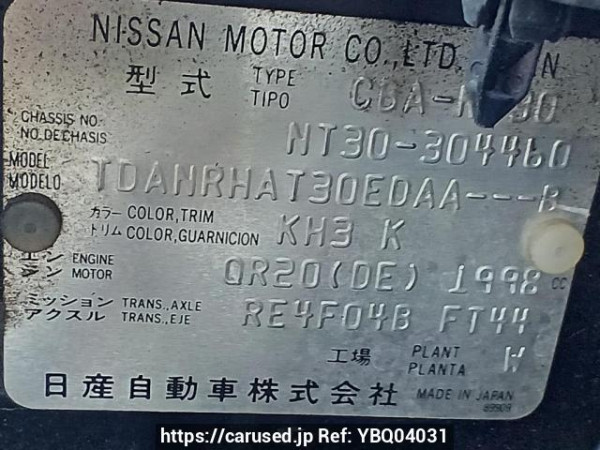 NISSAN MOTOR CO., LTD.
型式 TYPE TIPO
CHASSIS NO. NO. DE CHASIS NT30-304460
MODEL MODELO TDANRHAT30EDAA---B
カラー COLOR, TRIM
トリム COLOR, GUARNICION KH3 K
エンジン ENGINE MOTOR QR20(DE) 1998 CC
ミッション TRANS., AXLE
アクスル TRANS., EJE RE4F04B FT44
工場 PLANT PLANTA W
日産自動車株式会社 MADE IN JAPAN
https://carused.jp Ref: YBQ04031